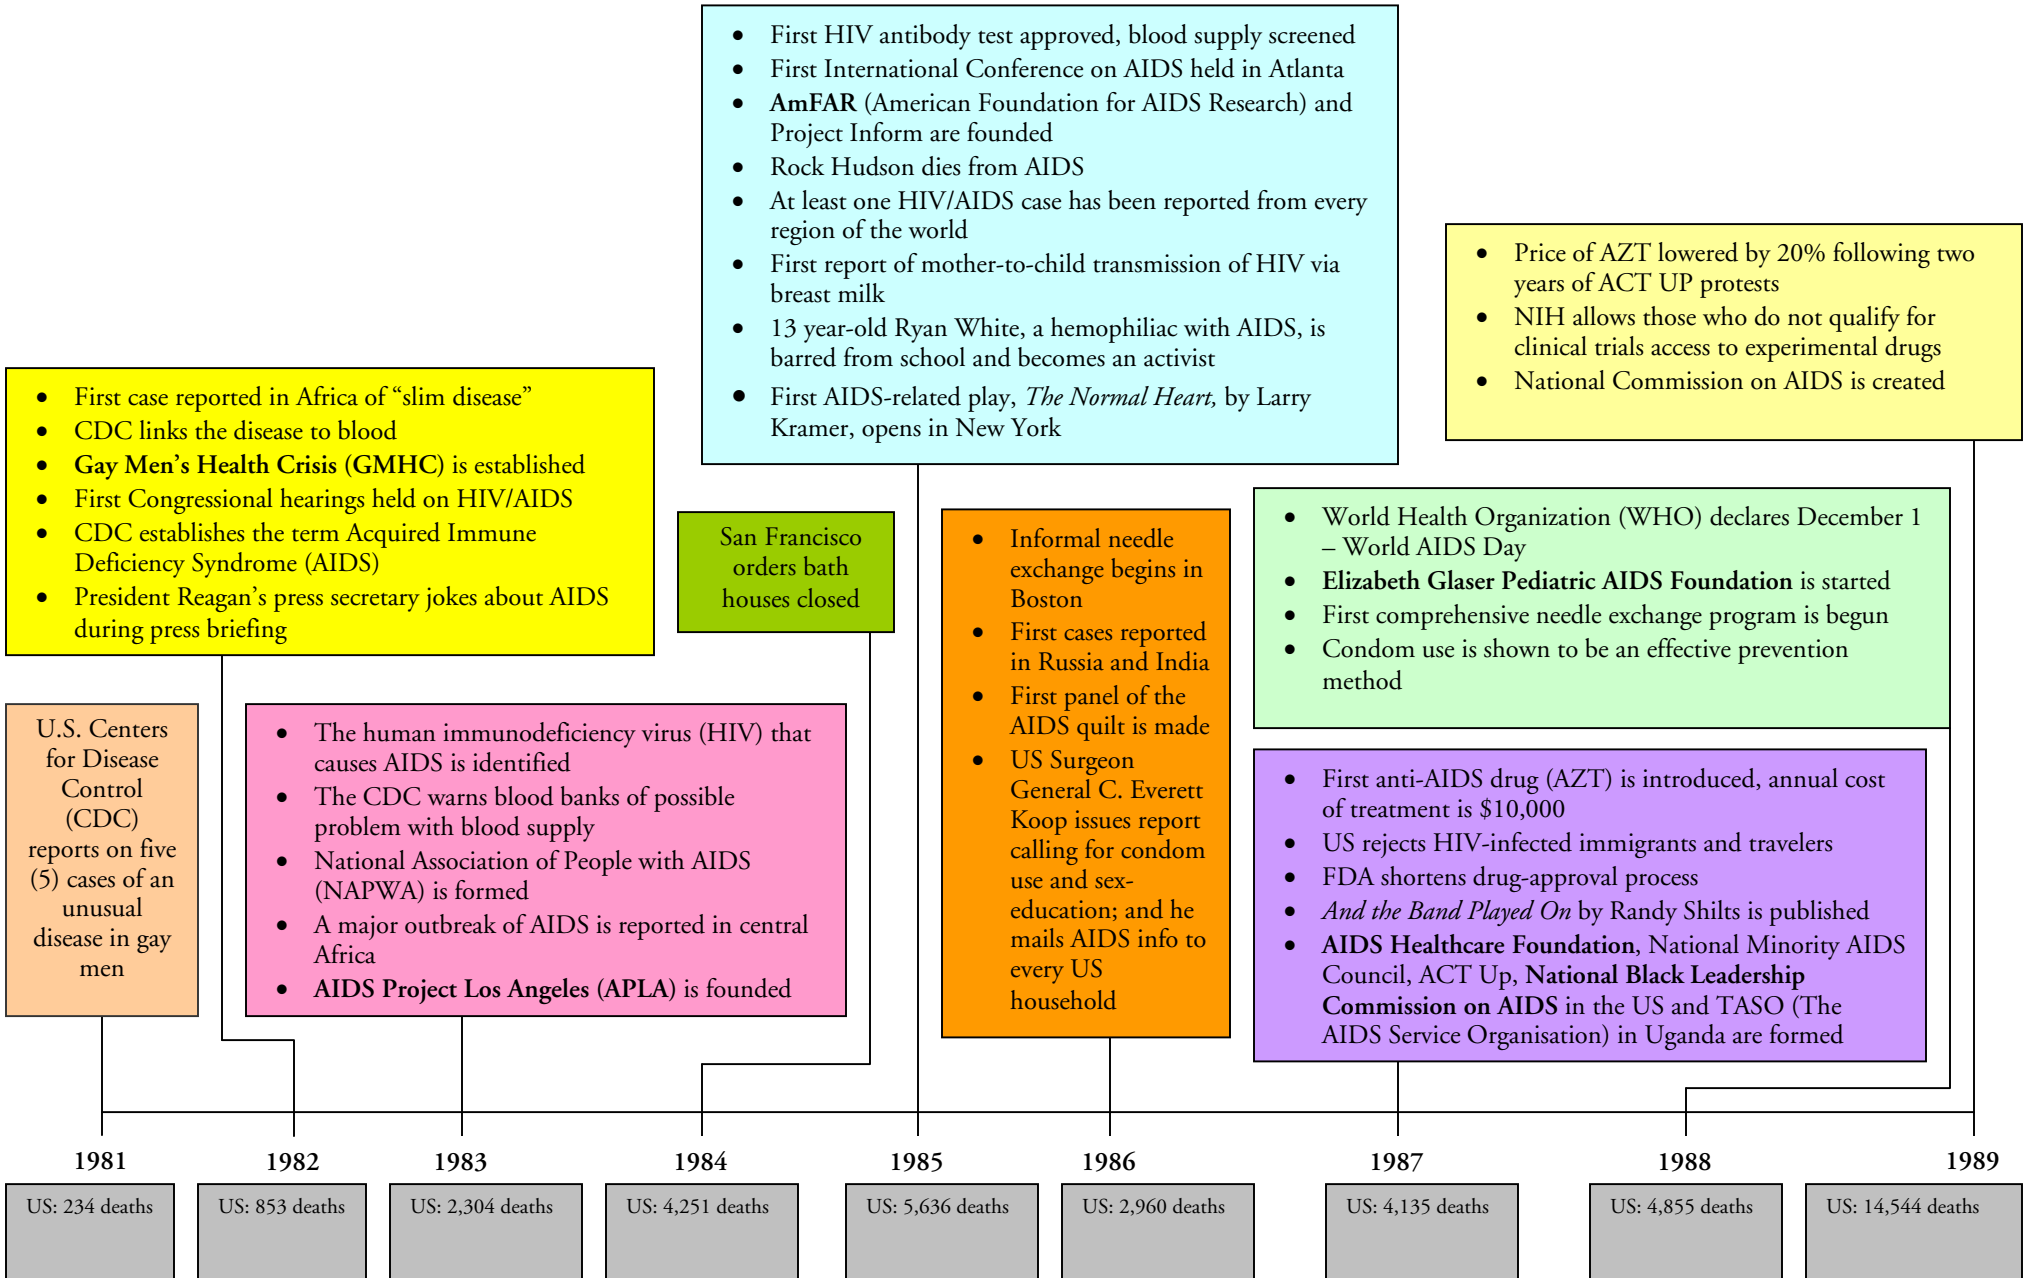 • First HIV antibody test approved, blood supply screened
• First International Conference on AIDS held in Atlanta
• AmFAR (American Foundation for AIDS Research) and
Project Inform are founded
• Rock Hudson dies from AIDS
• At least one HIV/AIDS case has been reported from every
region of the world
• First report of mother-to-child transmission of HIV via
breast milk
• 13 year-old Ryan White, a hemophiliac with AIDS, is
barred from school and becomes an activist
• First AIDS-related play, The Normal Heart, by Larry
Kramer, opens in New York
• Price of AZT lowered by 20% following two
years of ACT UP protests
• NIH allows those who do not qualify for
clinical trials access to experimental drugs
• National Commission on AIDS is created
• First case reported in Africa of “slim disease”
• CDC links the disease to blood
• Gay Men’s Health Crisis (GMHC) is established
• First Congressional hearings held on HIV/AIDS
• CDC establishes the term Acquired Immune
Deficiency Syndrome (AIDS)
• President Reagan’s press secretary jokes about AIDS
during press briefing
San Francisco
orders bath
houses closed
• Informal needle
exchange begins in
Boston
• First cases reported
in Russia and India
• First panel of the
AIDS quilt is made
• US Surgeon
General C. Everett
Koop issues report
calling for condom
use and sex-
education; and he
mails AIDS info to
every US
household
• World Health Organization (WHO) declares December 1
– World AIDS Day
• Elizabeth Glaser Pediatric AIDS Foundation is started
• First comprehensive needle exchange program is begun
• Condom use is shown to be an effective prevention
method
U.S. Centers
for Disease
Control
(CDC)
reports on five
(5) cases of an
unusual
disease in gay
men
• The human immunodeficiency virus (HIV) that
causes AIDS is identified
• The CDC warns blood banks of possible
problem with blood supply
• National Association of People with AIDS
(NAPWA) is formed
• A major outbreak of AIDS is reported in central
Africa
• AIDS Project Los Angeles (APLA) is founded
• First anti-AIDS drug (AZT) is introduced, annual cost
of treatment is $10,000
• US rejects HIV-infected immigrants and travelers
• FDA shortens drug-approval process
• And the Band Played On by Randy Shilts is published
• AIDS Healthcare Foundation, National Minority AIDS
Council, ACT Up, National Black Leadership
Commission on AIDS in the US and TASO (The
AIDS Service Organisation) in Uganda are formed
1981 1982 1983 1984 1985 1986 1987 1988 1989
US: 234 deaths US: 853 deaths US: 2,304 deaths US: 4,251 deaths US: 5,636 deaths US: 2,960 deaths US: 4,135 deaths US: 4,855 deaths US: 14,544 deaths